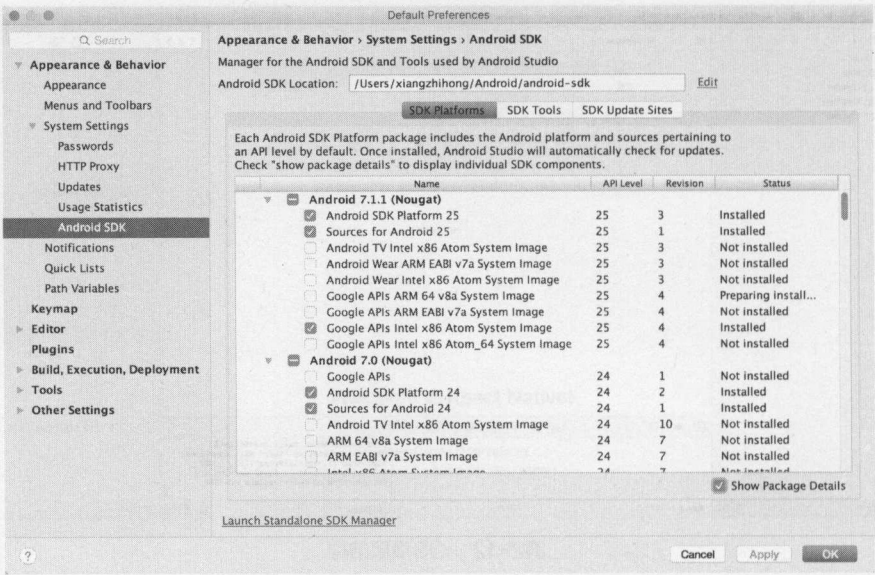 Default Preferences
Search
Appearance & Behavior
Appearance
Menus and Toolbars
System Settings
Passwords
HTTP Proxy
Updates
Usage Statistics
Android SDK
Notifications
Quick Lists
Path Variables
Keymap
Editor
Plugins
Build, Execution, Deployment
Tools
Other Settings
Appearance & Behavior › System Settings › Android SDK
Manager for the Android SDK and Tools used by Android Studio
Android SDK Location: /Users/xiangzhihong/Android/android-sdk Edit
SDK Platforms SDK Tools SDK Update Sites
Each Android SDK Platform package includes the Android platform and sources pertaining to
an API level by default. Once installed, Android Studio will automatically check for updates.
Check "show package details" to display individual SDK components.
Name API Level Revision Status
Android 7.1.1 (Nougat)
Android SDK Platform 25 25 3 Installed
Sources for Android 25 25 1 Installed
Android TV Intel x86 Atom System Image 25 3 Not installed
Android Wear ARM EABI v7a System Image 25 3 Not installed
Android Wear Intel x86 Atom System Image 25 3 Not installed
Google APIs ARM 64 v8a System Image 25 4 Preparing install...
Google APIs ARM EABI v7a System Image 25 4 Not installed
Google APIs Intel x86 Atom System Image 25 4 Installed
Google APIs Intel x86 Atom_64 System Image 25 4 Not installed
Android 7.0 (Nougat)
Google APIs 24 1 Not installed
Android SDK Platform 24 24 2 Installed
Sources for Android 24 24 1 Installed
Android TV Intel x86 Atom System Image 24 10 Not installed
ARM 64 v8a System Image 24 7 Not installed
ARM EABI v7a System Image 24 7 Not installed
Intel x86 Atom System Image 24 7 Not installed
Show Package Details
Launch Standalone SDK Manager
? Cancel Apply OK